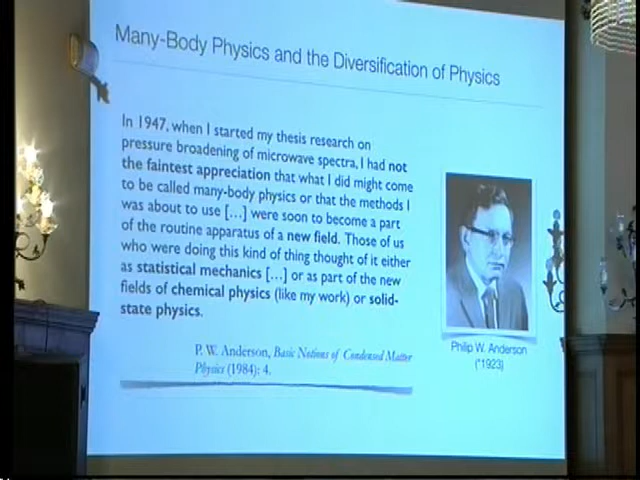 Many-Body Physics and the Diversification of Physics
In 1947, when I started my thesis research on
pressure broadening of microwave spectra, I had not
the faintest appreciation that what I did might come
to be called many-body physics or that the methods I
was about to use [...] were soon to become a part
of the routine apparatus of a new field. Those of us
who were doing this kind of thing thought of it either
as statistical mechanics [...] or as part of the new
fields of chemical physics (like my work) or solid-
state physics.
P. W. Anderson, Basic Notions of Condensed Matter
Physics (1984): 4.
Philip W. Anderson
(*1923)